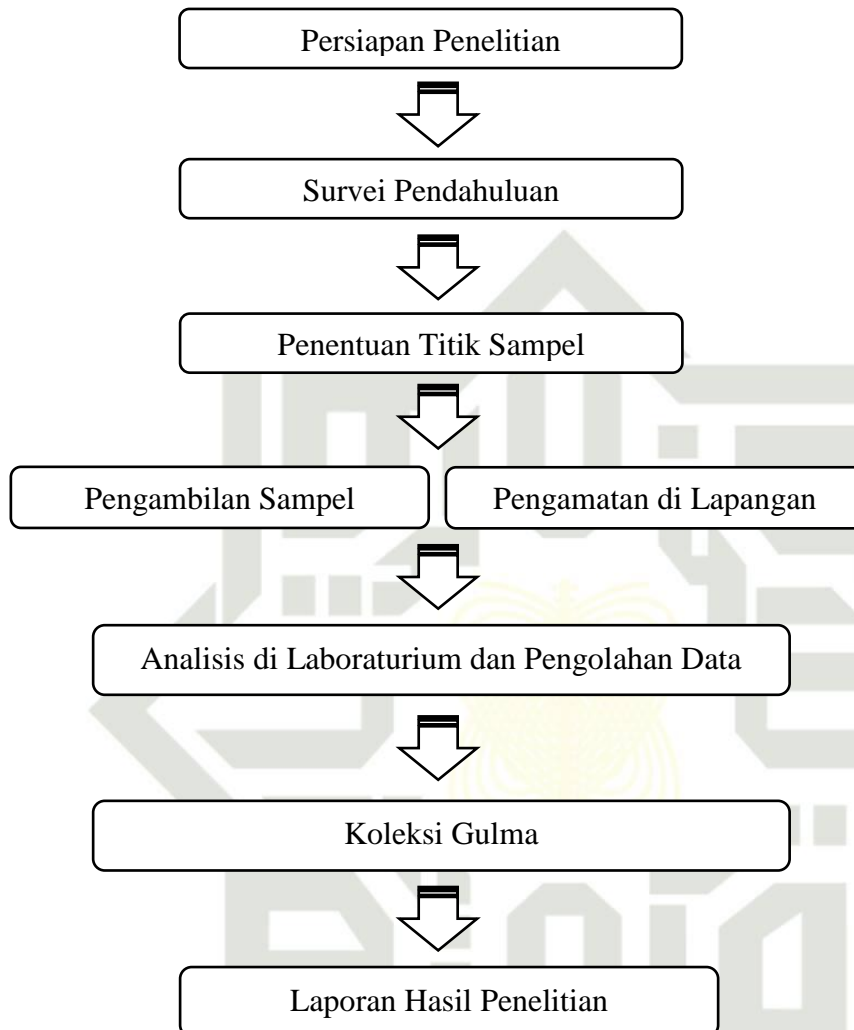 Persiapan Penelitian
Survei Pendahuluan
Penentuan Titik Sampel
Pengambilan Sampel
Pengamatan di Lapangan
Analisis di Laboraturium dan Pengolahan Data
Koleksi Gulma
Laporan Hasil Penelitian